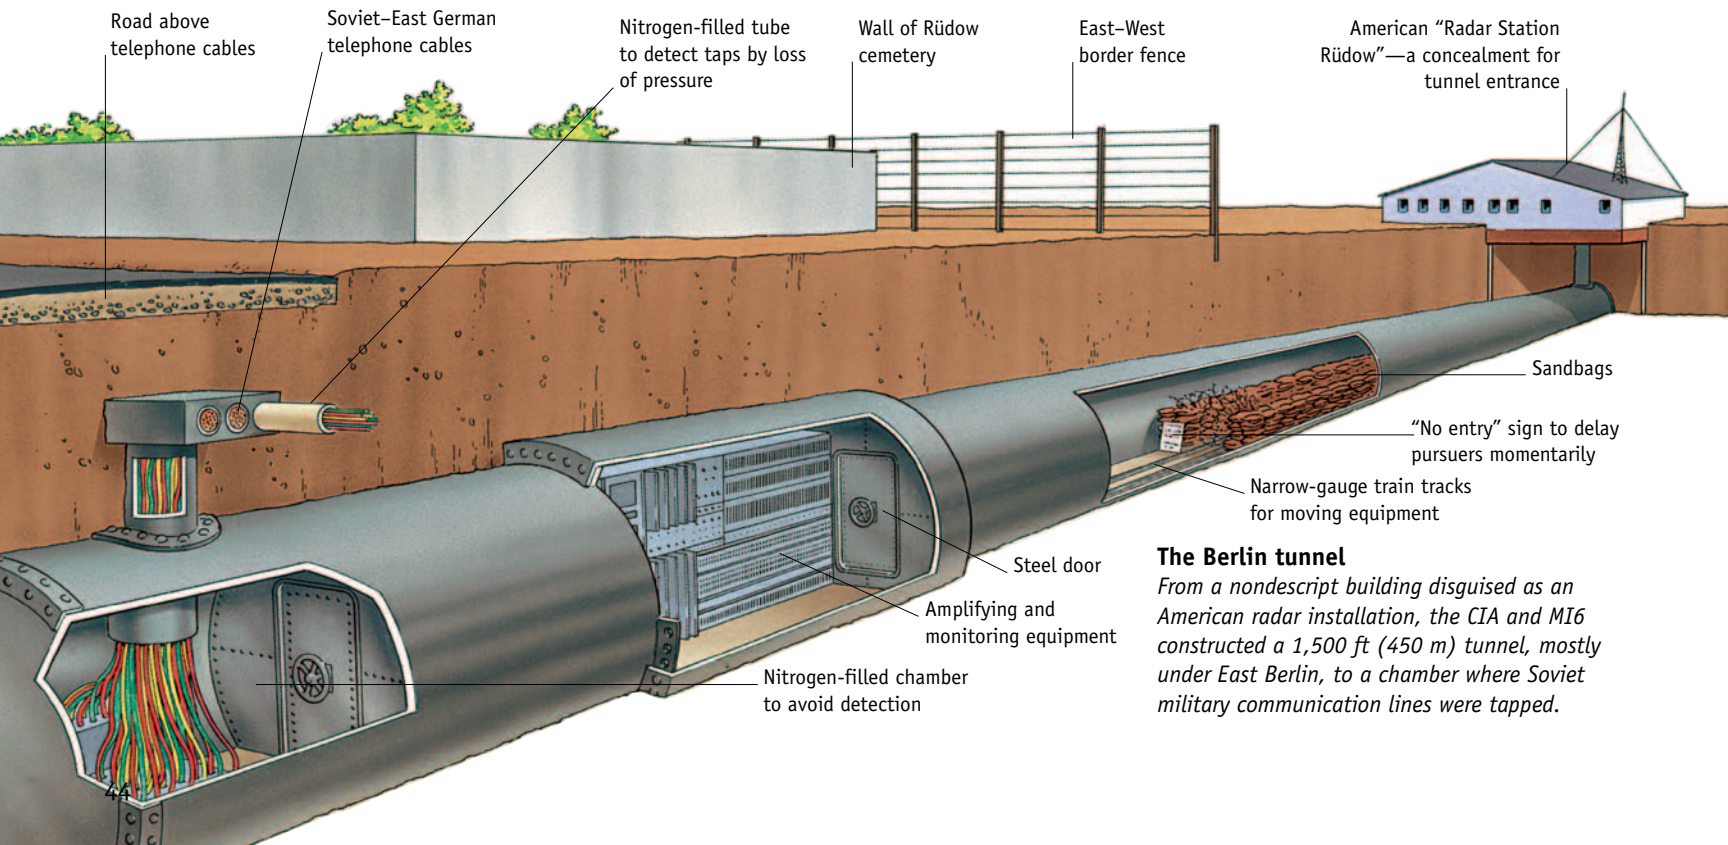 Road above
telephone cables
Soviet–East German
telephone cables
Nitrogen-filled tube
to detect taps by loss
of pressure
Wall of Rüdow
cemetery
East–West
border fence
American “Radar Station
Rüdow”—a concealment for
tunnel entrance
Sandbags
“No entry” sign to delay
pursuers momentarily
Narrow-gauge train tracks
for moving equipment
Steel door
Amplifying and
monitoring equipment
Nitrogen-filled chamber
to avoid detection
The Berlin tunnel
From a nondescript building disguised as an
American radar installation, the CIA and MI6
constructed a 1,500 ft (450 m) tunnel, mostly
under East Berlin, to a chamber where Soviet
military communication lines were tapped.
44